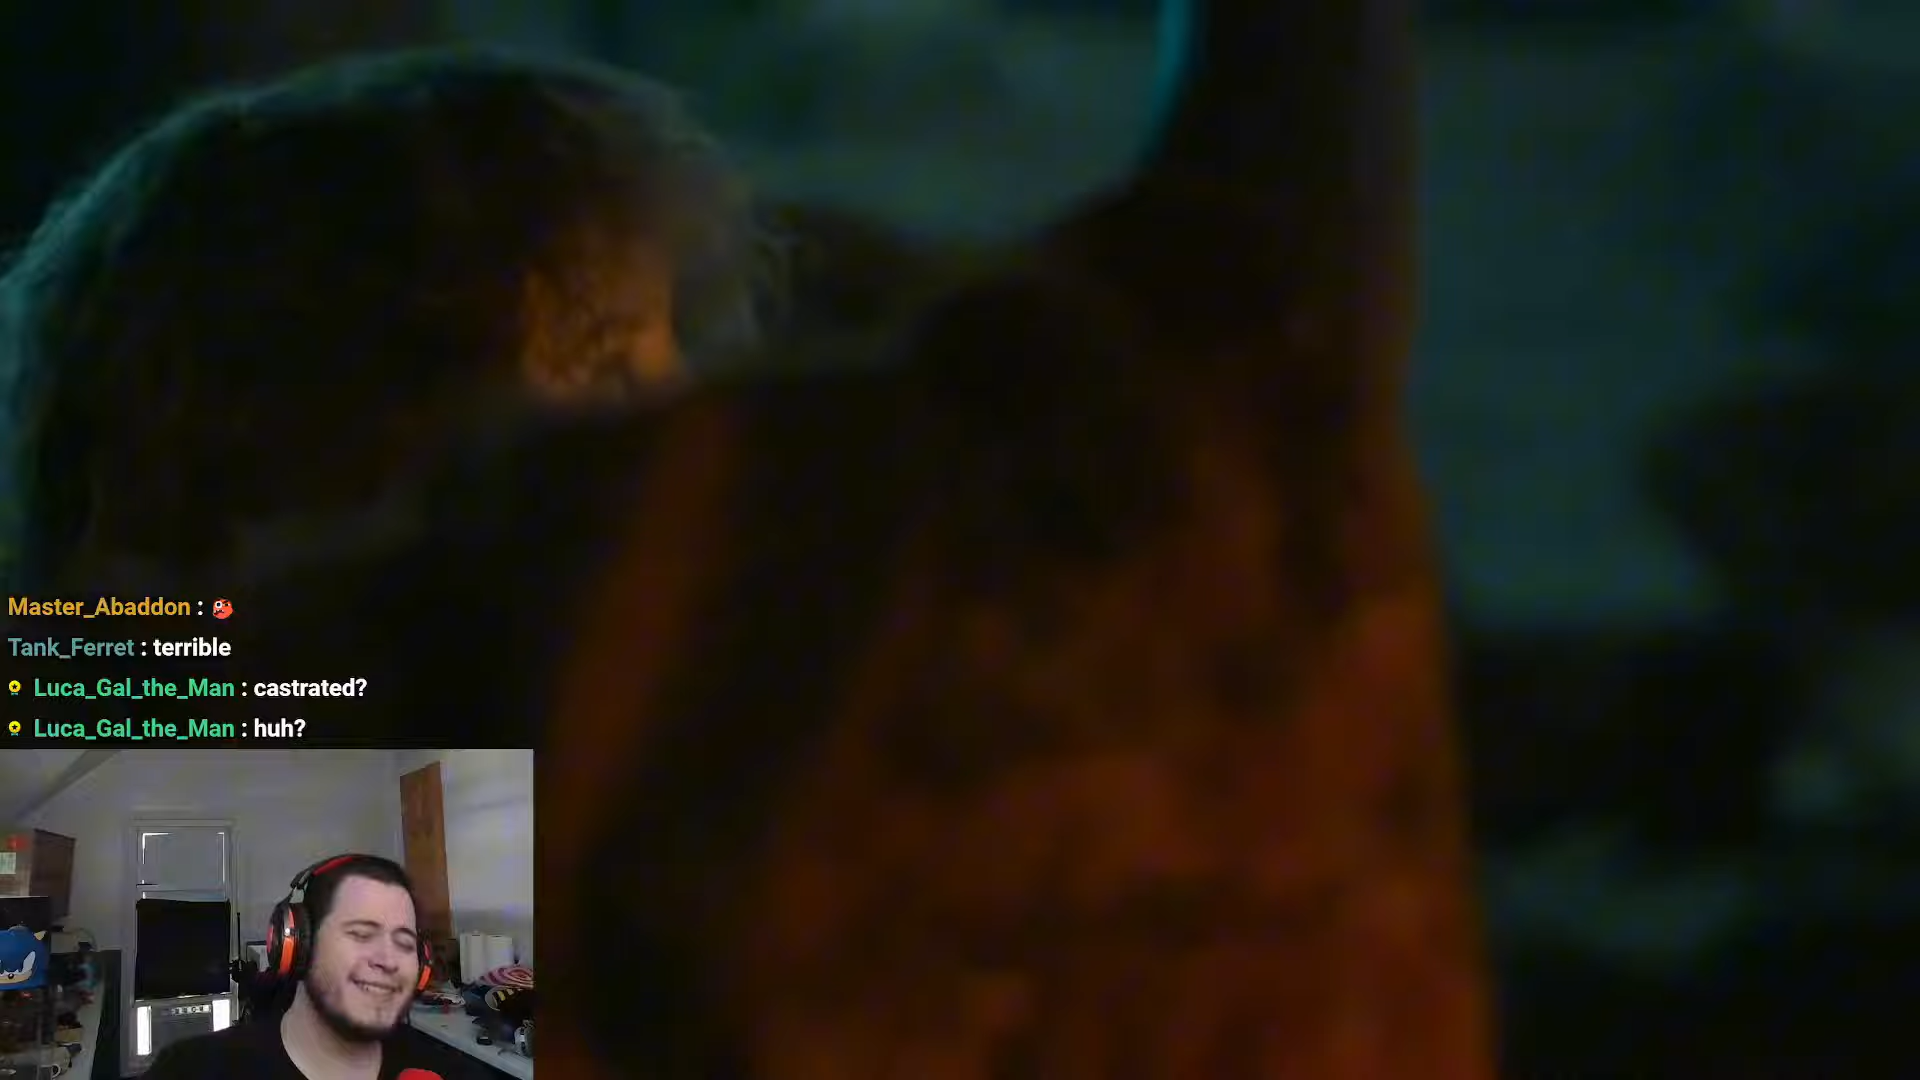 Master_Abaddon :
Tank_Ferret : terrible
Luca_Gal_the_Man : castrated?
Luca_Gal_the_Man : huh?